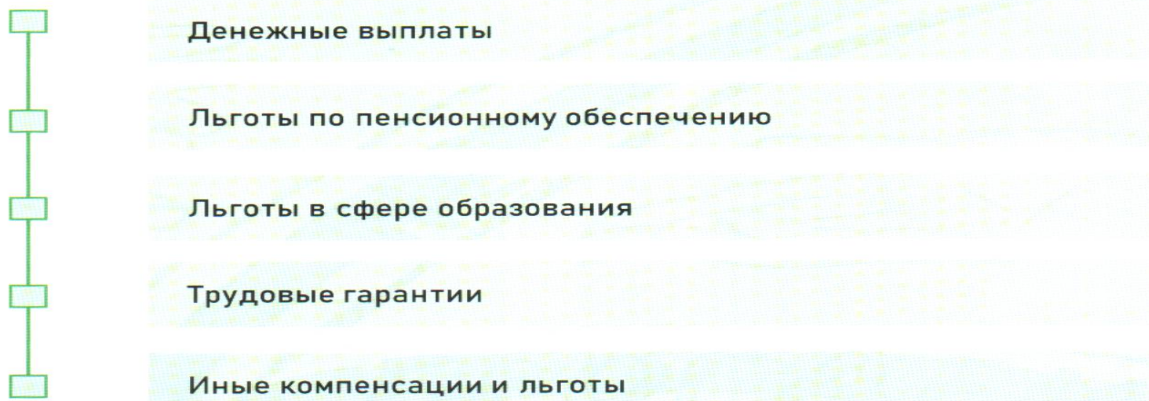 Денежные выплаты
Льготы по пенсионному обеспечению
Льготы в сфере образования
Трудовые гарантии
Иные компенсации и льготы